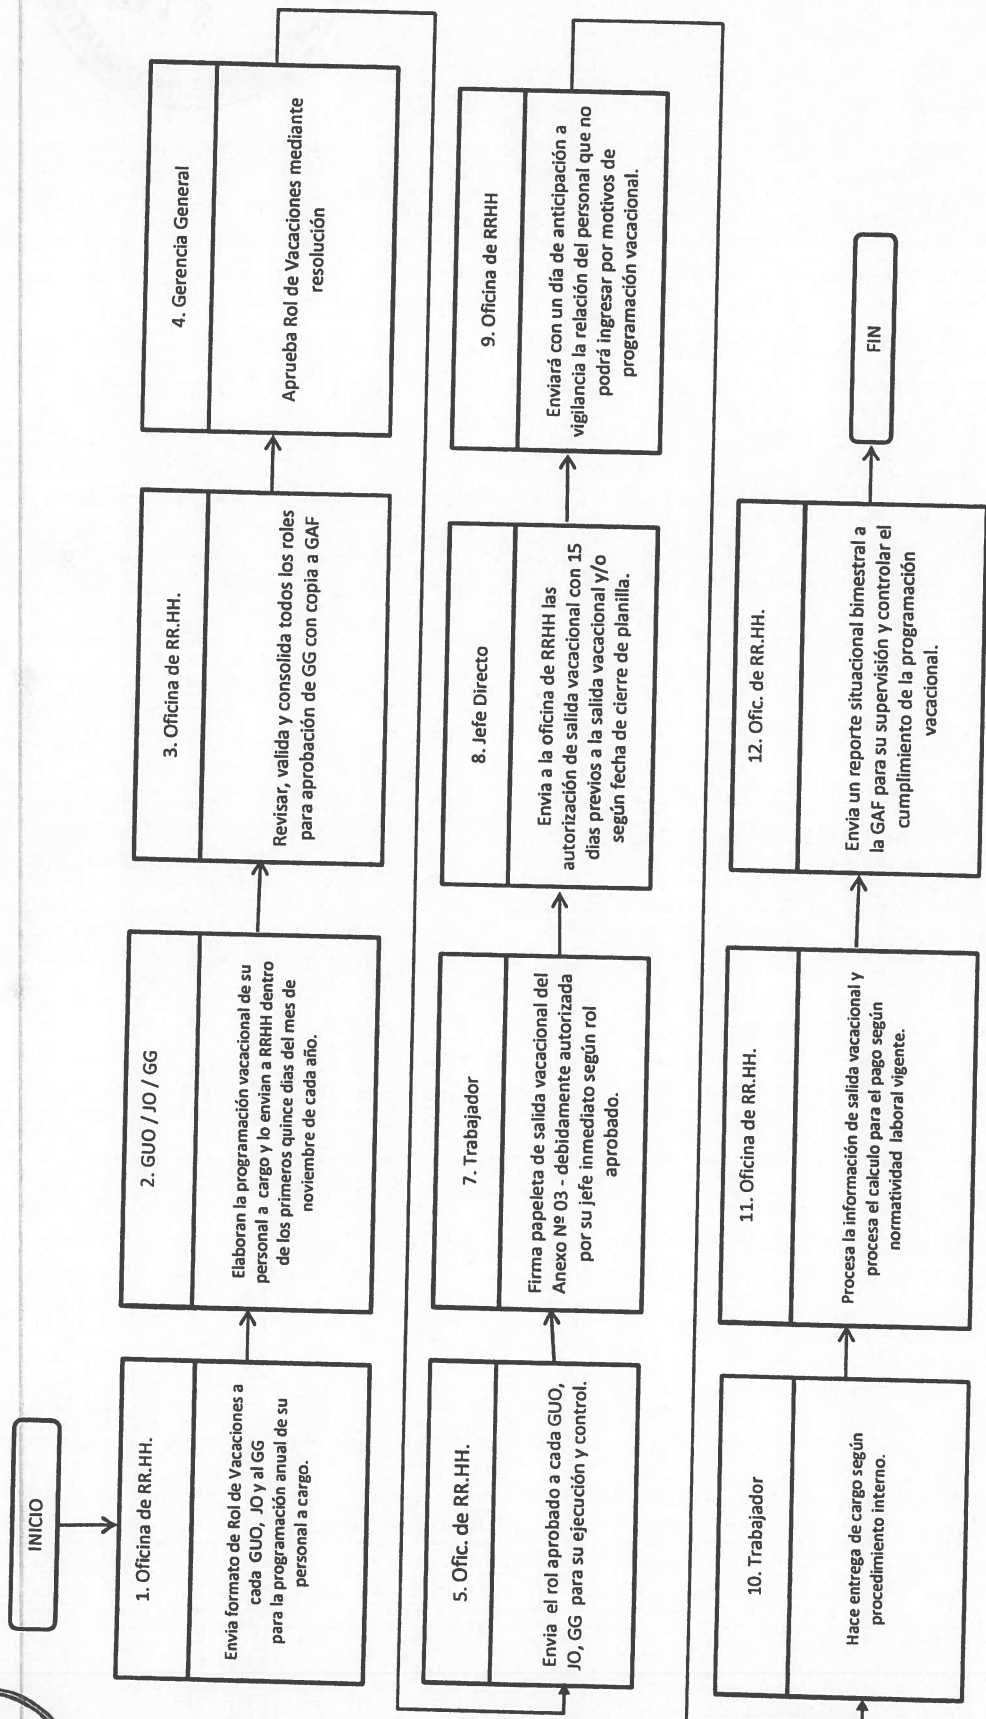 INICIO
1. Oficina de RR.HH.
Envia formato de Rol de Vacaciones a
cada GUO, JO y al GG
para la programación anual de su
personal a cargo.
2. GUO / JO / GG
Elaboran la programación vacacional de su
personal a cargo y lo envian a RRHH dentro
de los primeros quince dias del mes de
noviembre de cada año.
3. Oficina de RR.HH.
Revisar, valida y consolida todos los roles
para aprobación de GG con copia a GAF
4. Gerencia General
Aprueba Rol de Vacaciones mediante
resolución
5. Ofic. de RR.HH.
Envia el rol aprobado a cada GUO,
JO, GG para su ejecución y control.
7. Trabajador
Firma papeleta de salida vacacional del
Anexo Nº 03 - debidamente autorizada
por su jefe inmediato según rol
aprobado.
8. Jefe Directo
Envia a la oficina de RRHH las
autorización de salida vacacional con 15
dias previos a la salida vacacional y/o
según fecha de cierre de planilla.
9. Oficina de RRHH
Enviará con un día de anticipación a
vigilancia la relación del personal que no
podrá ingresar por motivos de
programación vacacional.
10. Trabajador
Hace entrega de cargo según
procedimiento interno.
11. Oficina de RR.HH.
Procesa la información de salida vacacional y
procesa el calculo para el pago según
normatividad laboral vigente.
12. Ofic. de RR.HH.
Envia un reporte situacional bimestral a
la GAF para su supervisión y controlar el
cumplimiento de la programación
vacacional.
FIN